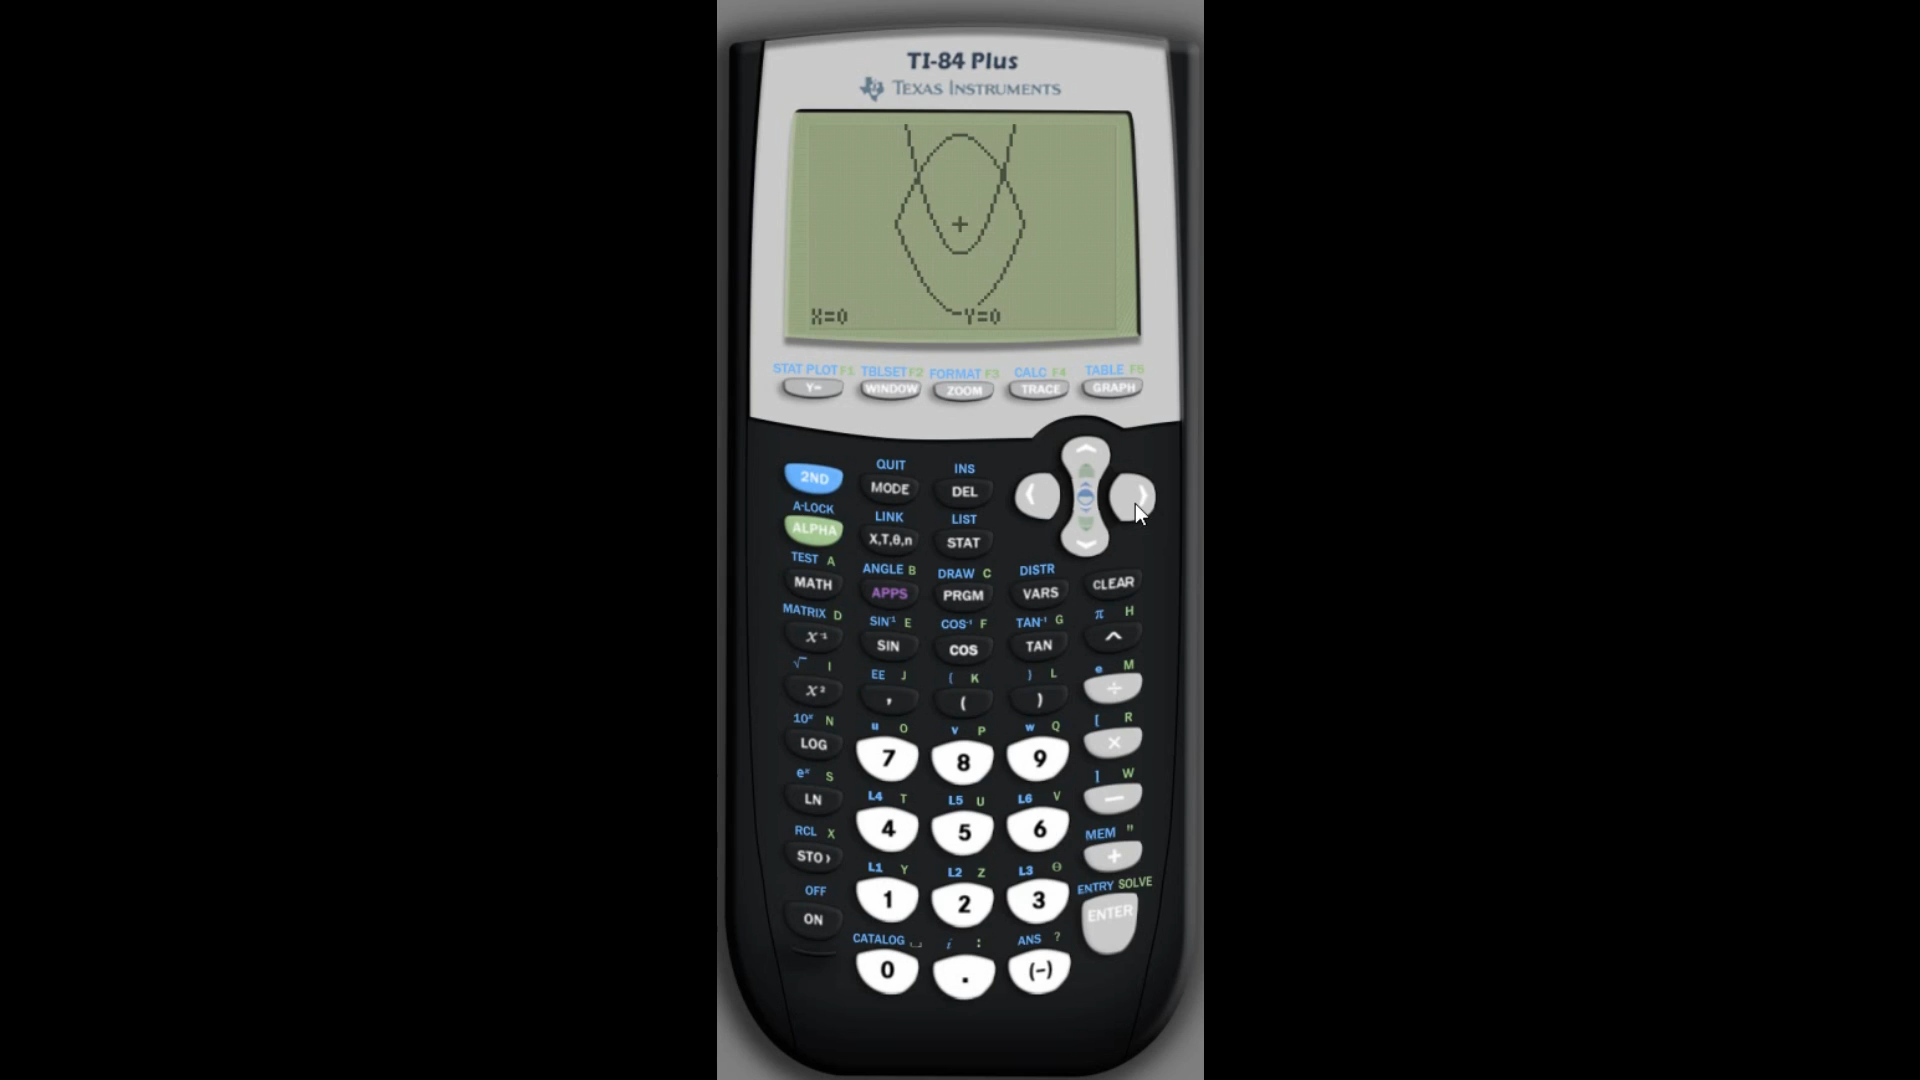 TI-84 Plus
TEXAS INSTRUMENTS
X=0 Y=0
STAT PLOT F1 TBLSET F2 FORMAT F3 CALC F4 TABLE F5
Y= WINDOW ZOOM TRACE GRAPH
QUIT INS
2ND MODE DEL
A-LOCK LINK LIST
ALPHA X,T,θ,n STAT
TEST A ANGLE B DRAW C DISTR
MATH APPS PRGM VARS CLEAR
MATRIX D SIN⁻¹ E COS⁻¹ F TAN⁻¹ G π H
x⁻¹ SIN COS TAN ^
√ I EE J { K } L e M
x² , ( ) ÷
10ˣ N u O v P w Q [ R
LOG 7 8 9 ×
eˣ S L4 T L5 U L6 V ] W
LN 4 5 6 −
RCL X L1 Y L2 Z L3 θ MEM "
STO› 1 2 3 +
OFF CATALOG ⎵ i : ANS ? ENTRY SOLVE
ON 0 . (-) ENTER